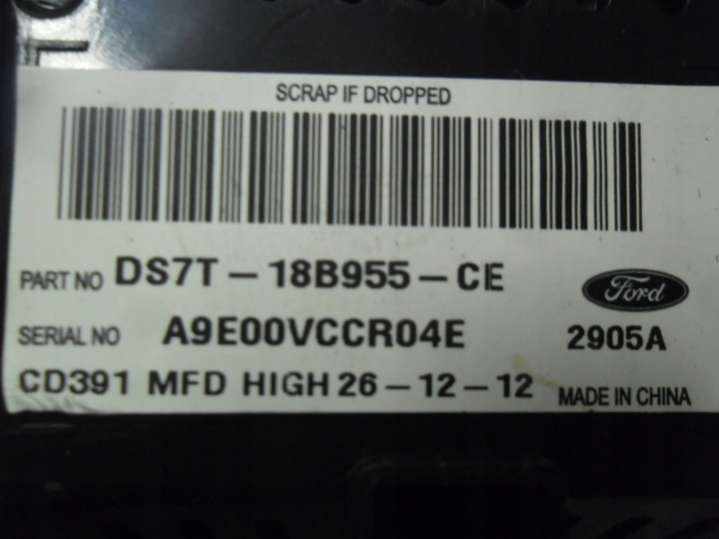 SCRAP IF DROPPED
PART NO DS7T-18B955-CE
Ford
SERIAL NO A9E00VCCR04E 2905A
CD391 MFD HIGH 26-12-12 MADE IN CHINA